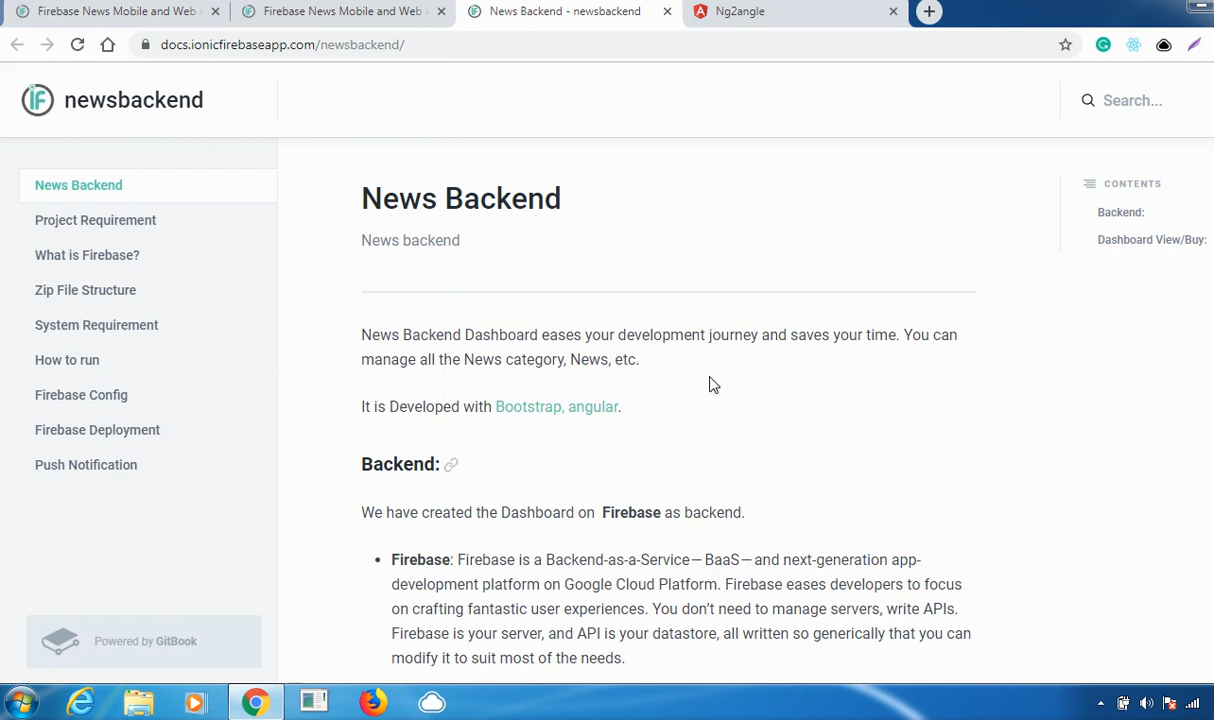 Firebase News Mobile and Web
Firebase News Mobile and Web
News Backend - newsbackend
Ng2angle
docs.ionicfirebaseapp.com/newsbackend/
iF newsbackend
Search...
News Backend
Project Requirement
What is Firebase?
Zip File Structure
System Requirement
How to run
Firebase Config
Firebase Deployment
Push Notification
Powered by GitBook
News Backend
News backend
News Backend Dashboard eases your development journey and saves your time. You can
manage all the News category, News, etc.
It is Developed with Bootstrap, angular.
Backend:
We have created the Dashboard on Firebase as backend.
• Firebase: Firebase is a Backend-as-a-Service—BaaS—and next-generation app-
development platform on Google Cloud Platform. Firebase eases developers to focus
on crafting fantastic user experiences. You don't need to manage servers, write APIs.
Firebase is your server, and API is your datastore, all written so generically that you can
modify it to suit most of the needs.
CONTENTS
Backend:
Dashboard View/Buy: